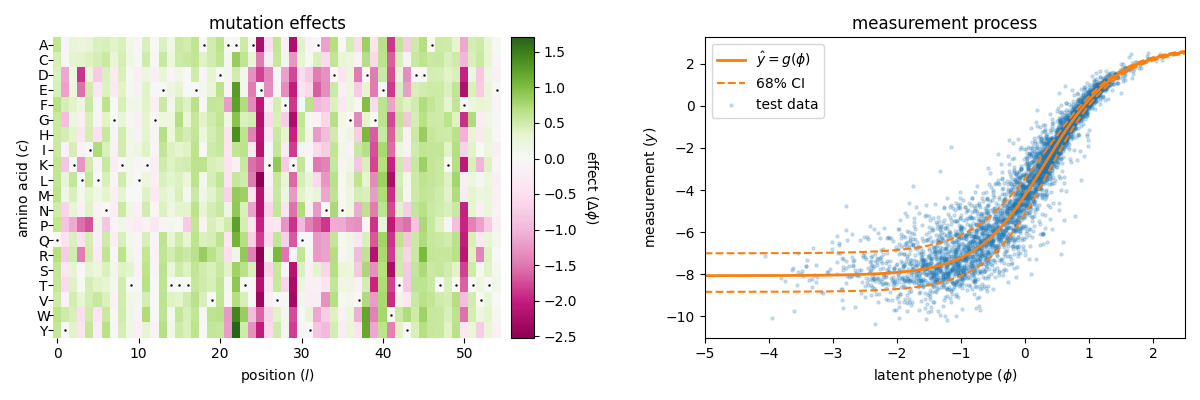 mutation effects
A
C
D
E
F
G
H
I
K
L
M
N
P
Q
R
S
T
V
W
Y
amino acid (c)
0 10 20 30 40 50
position (l)
1.5
1.0
0.5
0.0
−0.5
−1.0
−1.5
−2.0
−2.5
effect (Δϕ)
measurement process
ŷ = g(ϕ)
68% CI
test data
2
0
−2
−4
−6
−8
−10
measurement (y)
−5 −4 −3 −2 −1 0 1 2
latent phenotype (ϕ)